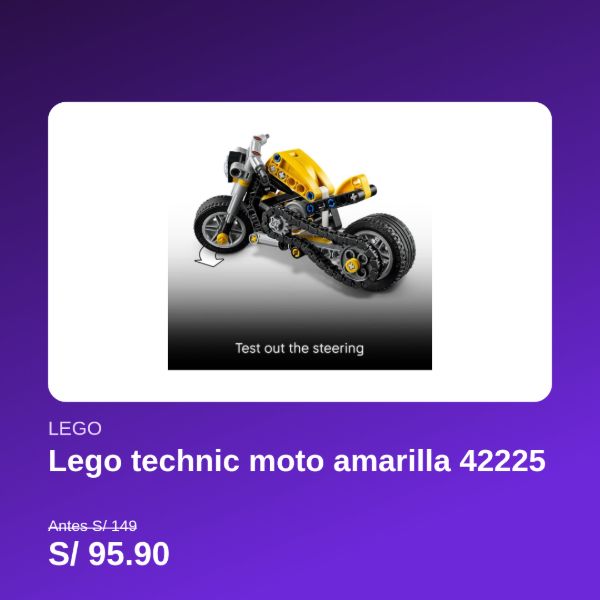 Test out the steering
LEGO
Lego technic moto amarilla 42225
Antes S/ 149
S/ 95.90